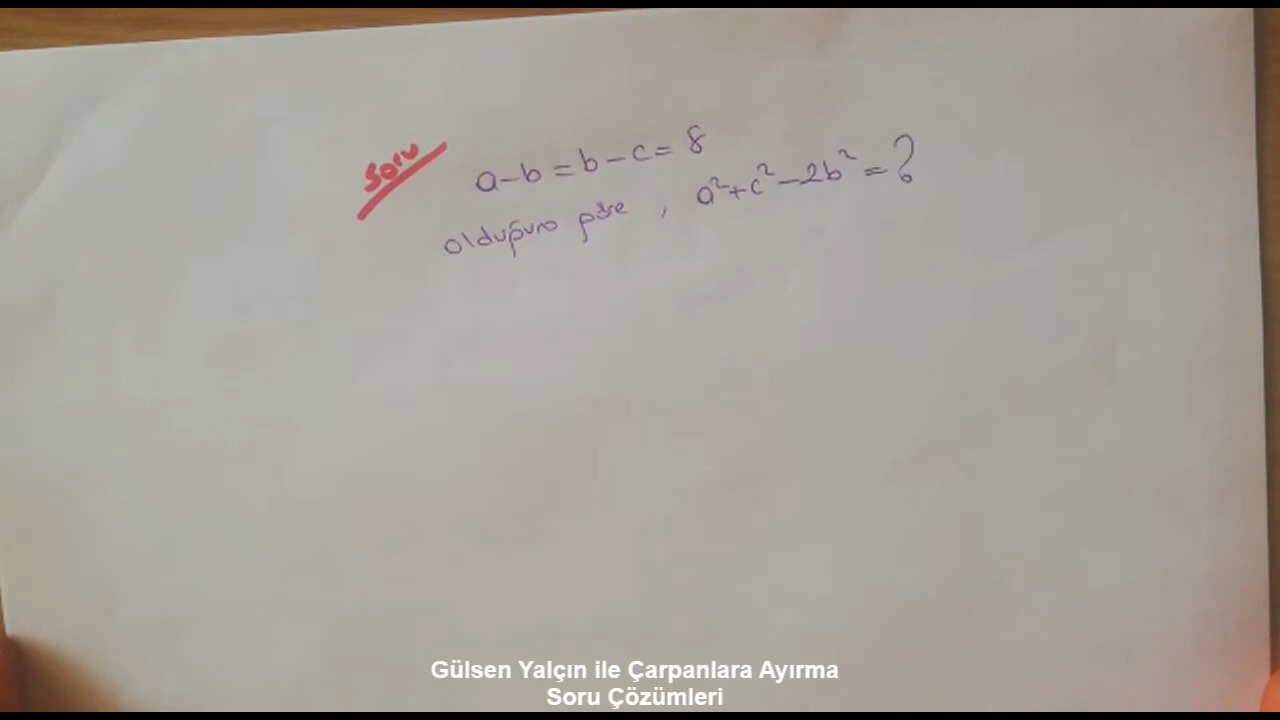 Soru
a-b=b-c=8
olduğuna göre, a²+c²-2b²=?
Gülsen Yalçın ile Çarpanlara Ayırma
Soru Çözümleri